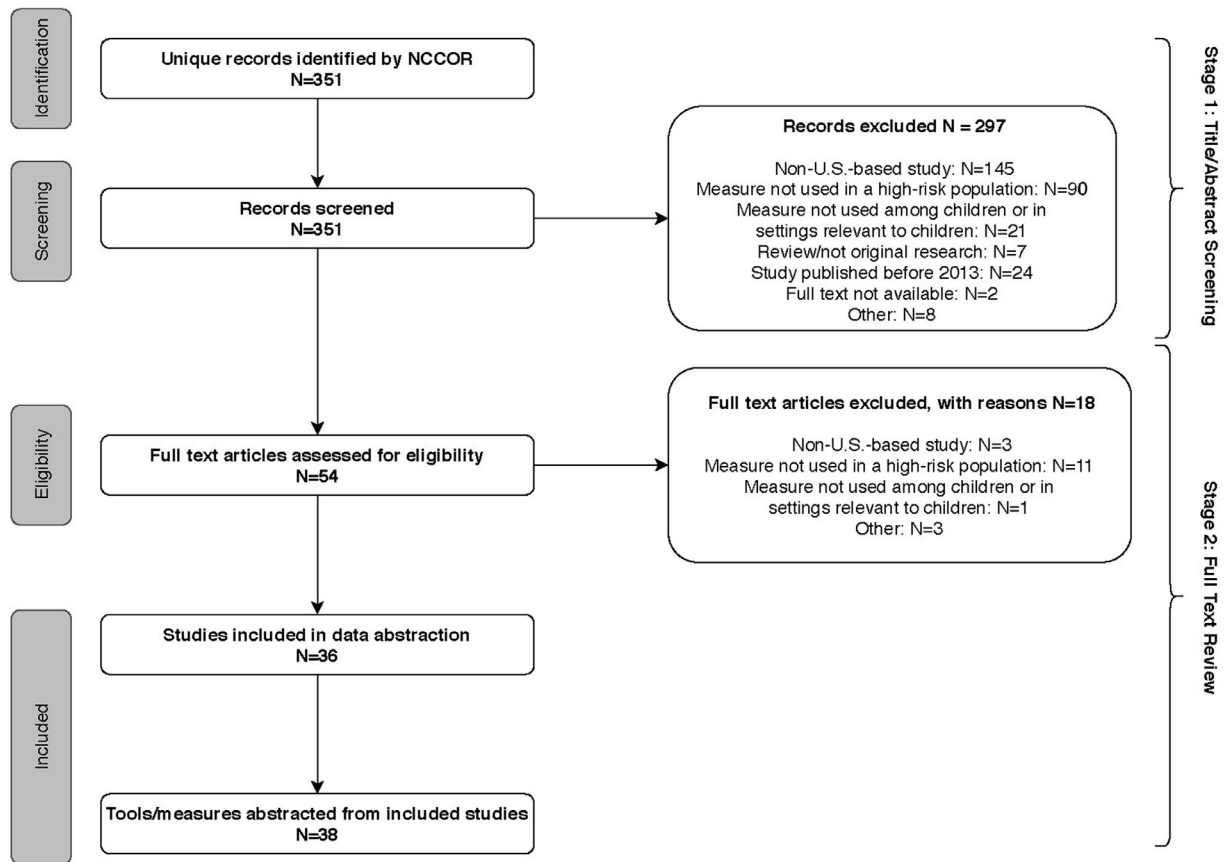 Identification
Unique records identified by NCCOR
N=351
Screening
Records screened
N=351
Records excluded N = 297
Non-U.S.-based study: N=145
Measure not used in a high-risk population: N=90
Measure not used among children or in
settings relevant to children: N=21
Review/not original research: N=7
Study published before 2013: N=24
Full text not available: N=2
Other: N=8
Stage 1: Title/Abstract Screening
Eligibility
Full text articles assessed for eligibility
N=54
Full text articles excluded, with reasons N=18
Non-U.S.-based study: N=3
Measure not used in a high-risk population: N=11
Measure not used among children or in
settings relevant to children: N=1
Other: N=3
Stage 2: Full Text Review
Included
Studies included in data abstraction
N=36
Tools/measures abstracted from included studies
N=38